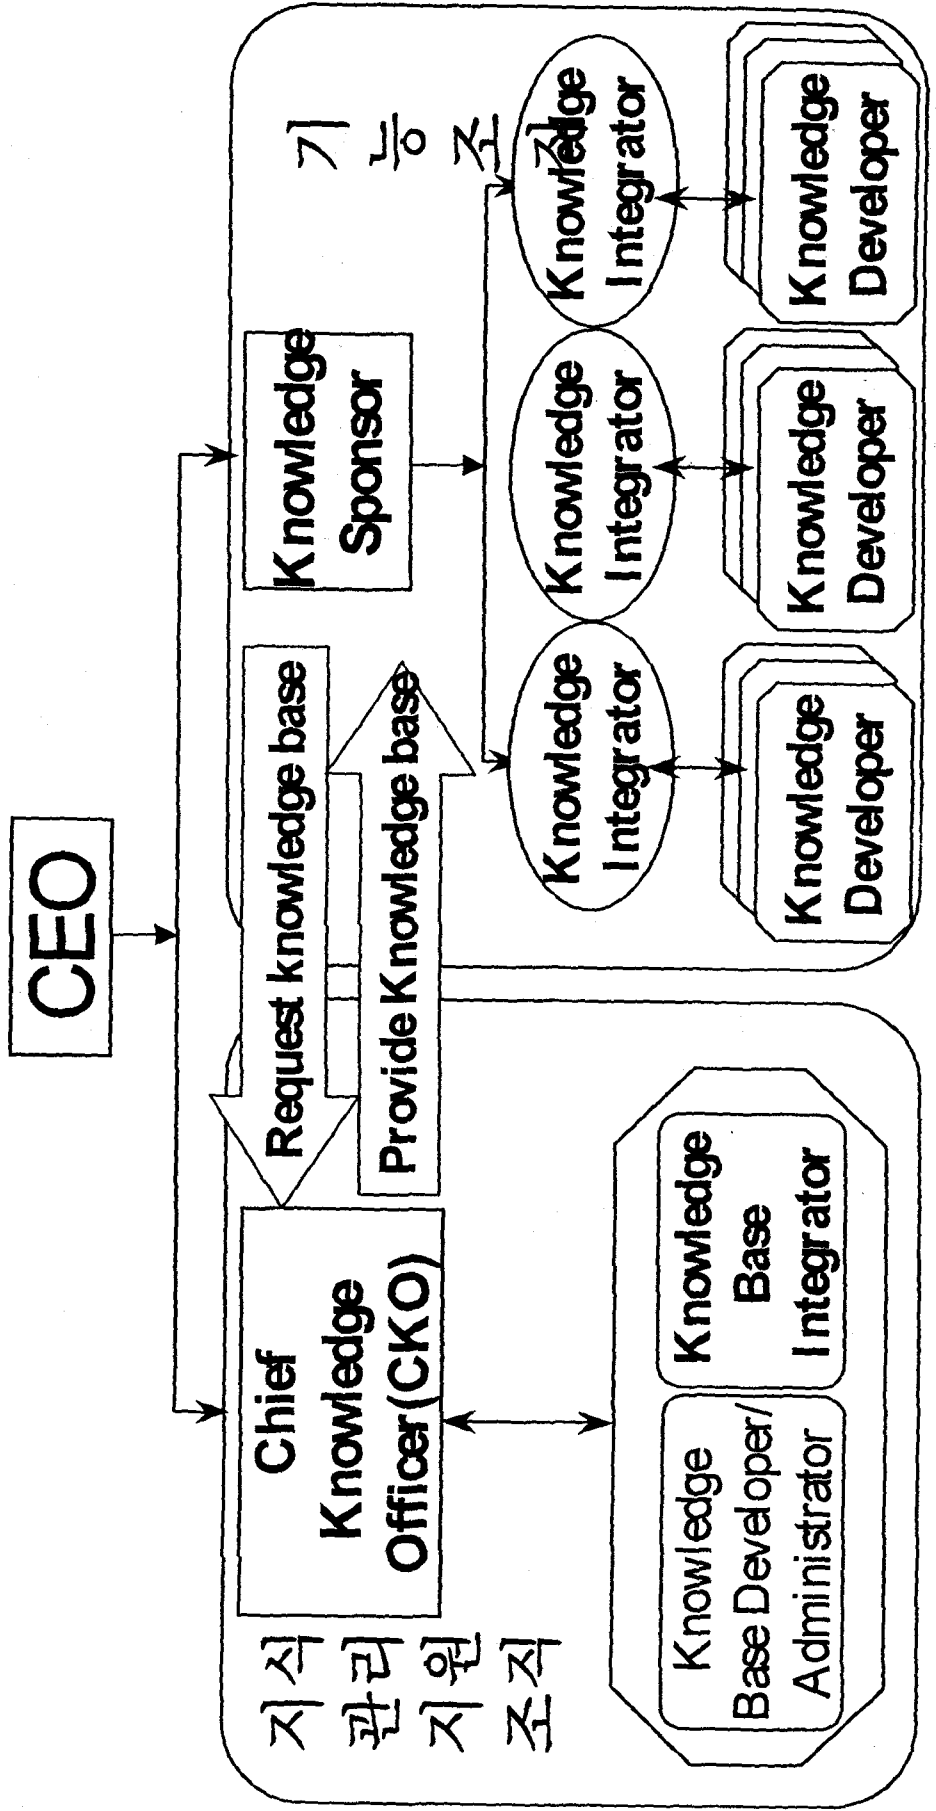 CEO
지식
관리
지원
조직
Chief
Knowledge
Officer(CKO)
Request knowledge base
Provide Knowledge base
Knowledge
Sponsor
기능조직
Knowledge
Integrator
Knowledge
Integrator
Knowledge
Integrator
Knowledge
Developer
Knowledge
Developer
Knowledge
Developer
Knowledge
Base Developer/
Administrator
Knowledge
Base
Integrator